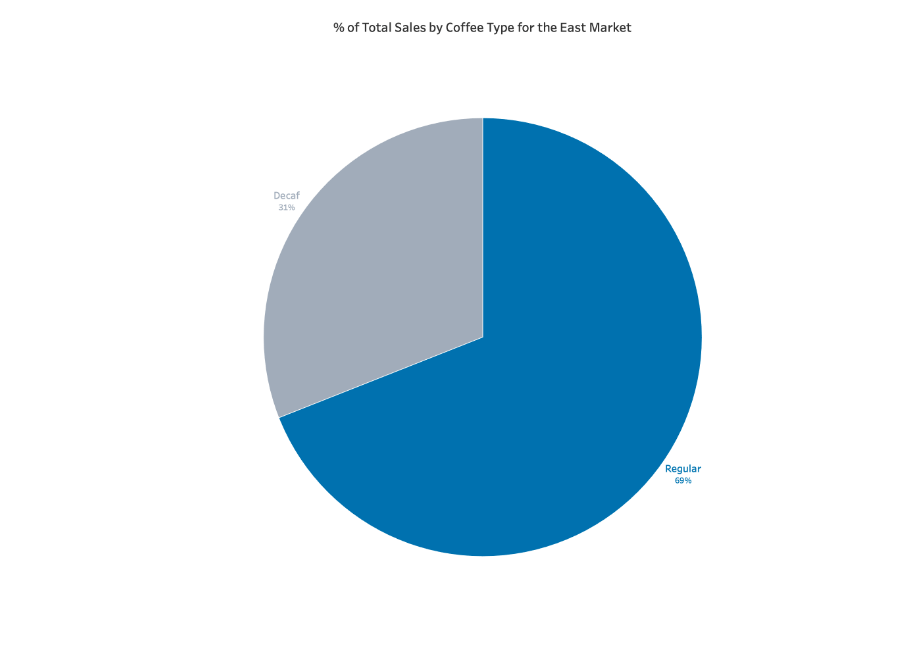 % of Total Sales by Coffee Type for the East Market
Decaf
31%
Regular
69%